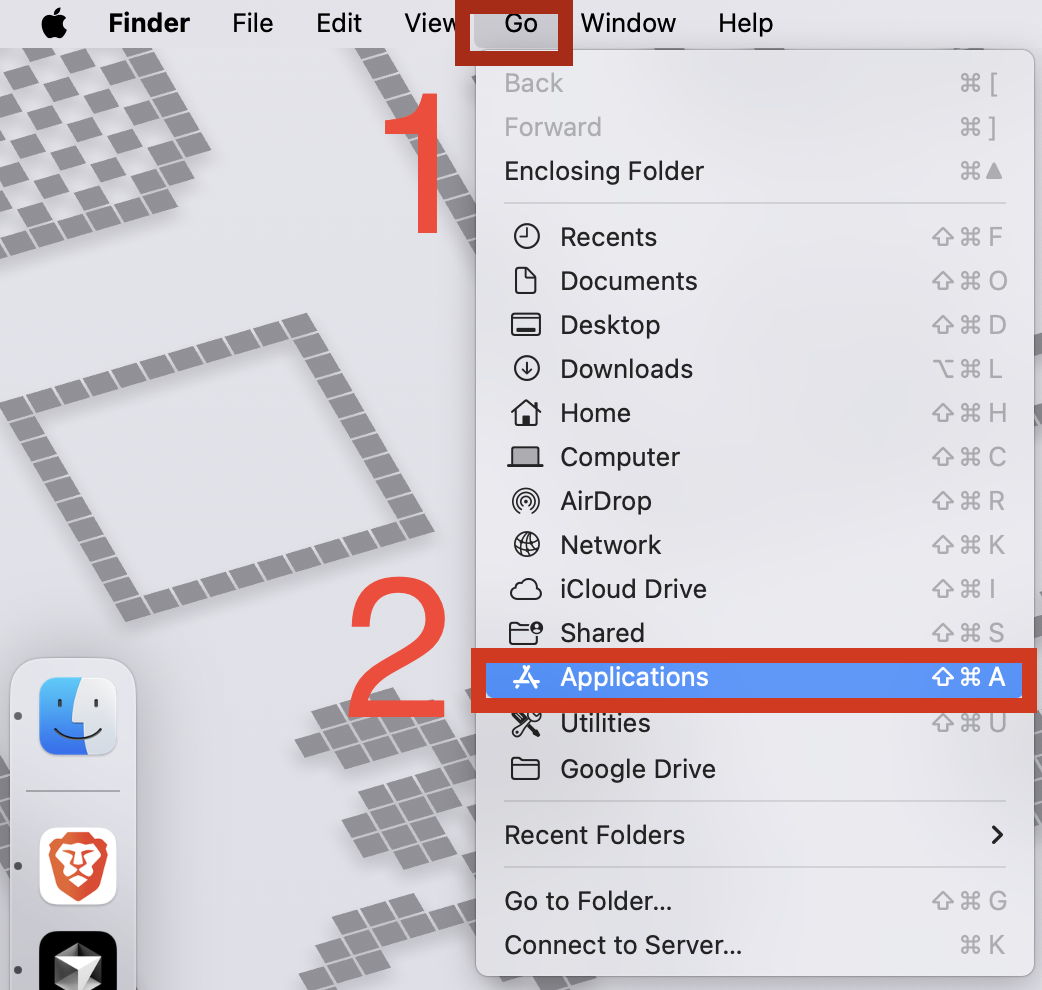 Finder File Edit View Go Window Help
1
Back ⌘ [
Forward ⌘ ]
Enclosing Folder ⌘▲
Recents ⇧⌘ F
Documents ⇧⌘ O
Desktop ⇧⌘ D
Downloads ⌥⌘ L
Home ⇧⌘ H
Computer ⇧⌘ C
AirDrop ⇧⌘ R
Network ⇧⌘ K
iCloud Drive ⇧⌘ I
Shared ⇧⌘ S
2
Applications ⇧⌘ A
Utilities ⇧⌘ U
Google Drive
Recent Folders
Go to Folder... ⇧⌘ G
Connect to Server... ⌘ K